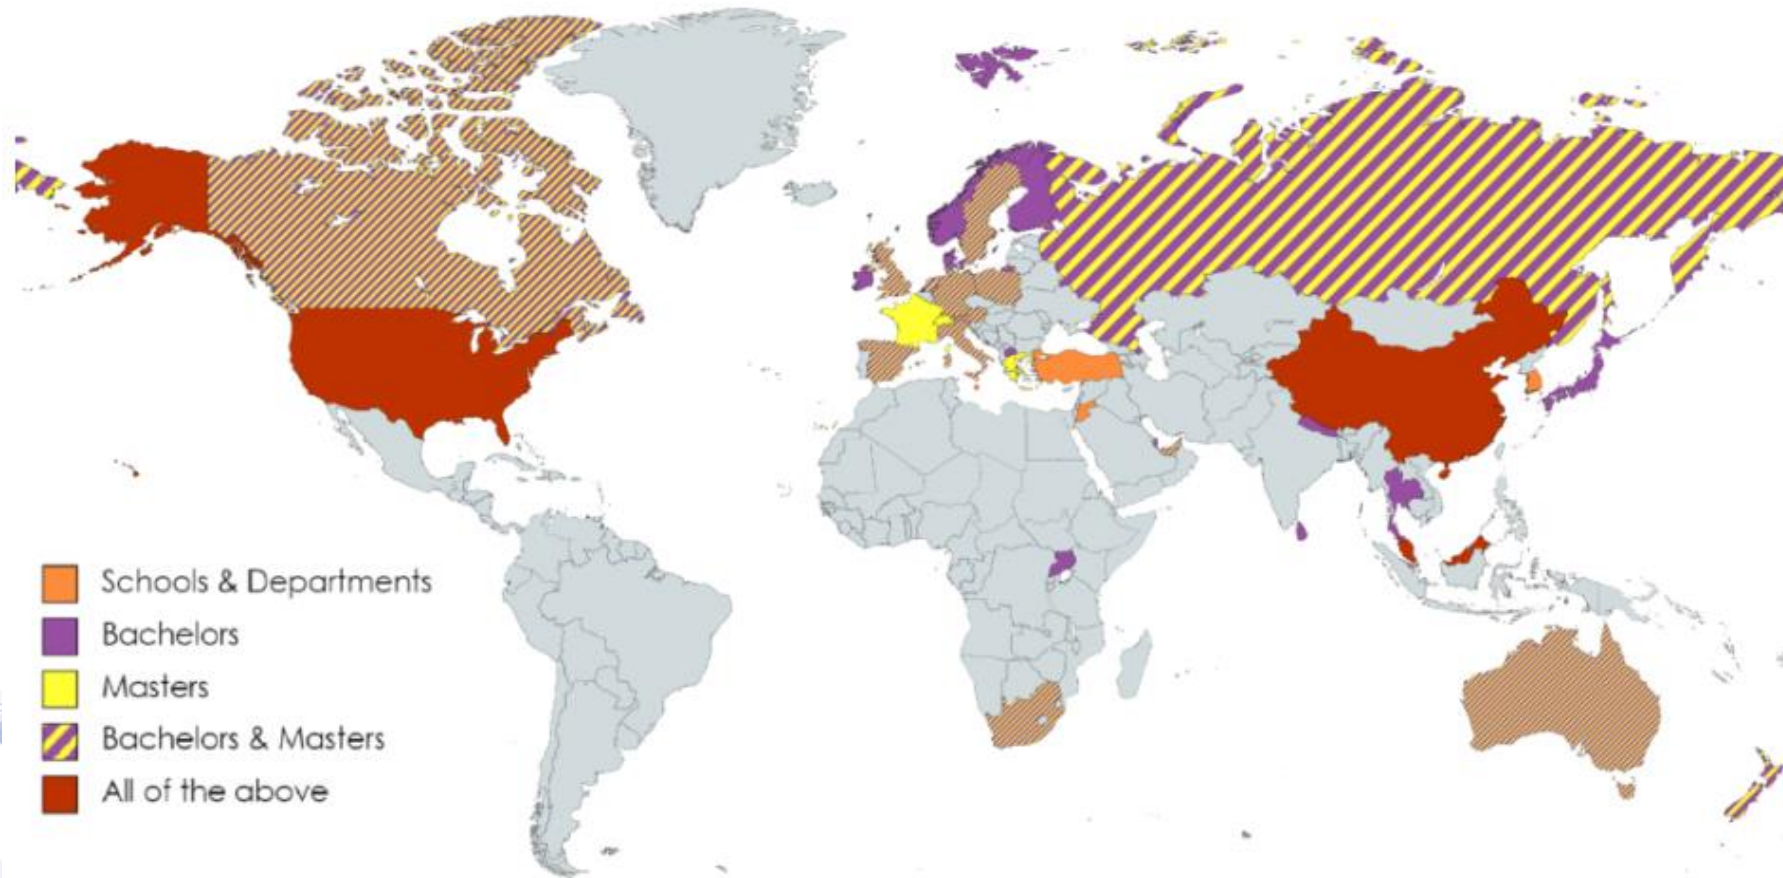 Schools & Departments
Bachelors
Masters
Bachelors & Masters
All of the above